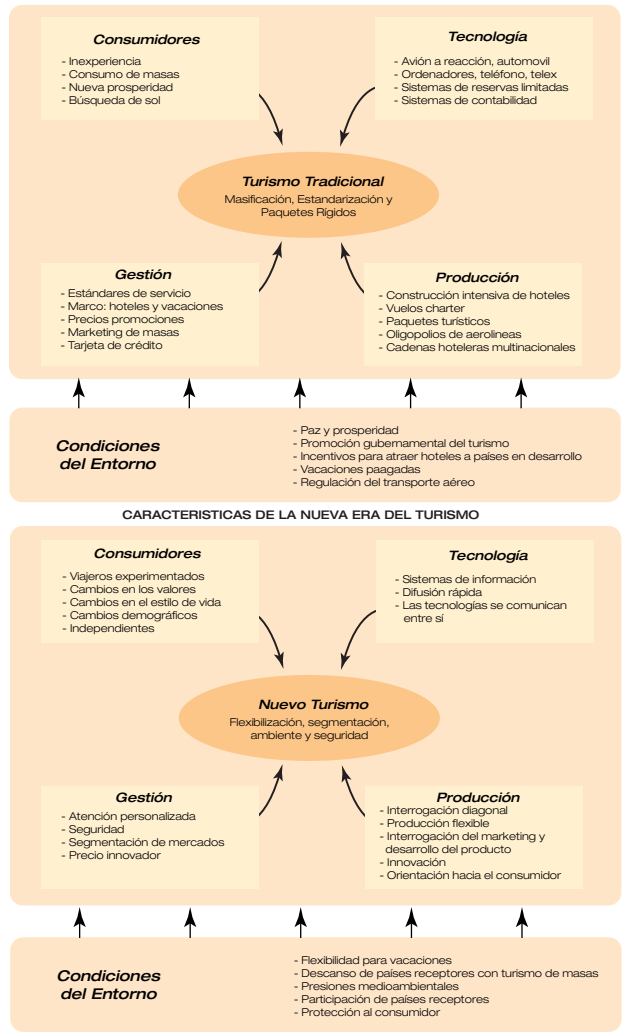 Consumidores
- Inexperiencia
- Consumo de masas
- Nueva prosperidad
- Búsqueda de sol
Tecnología
- Avión a reacción, automovil
- Ordenadores, teléfono, telex
- Sistemas de reservas limitadas
- Sistemas de contabilidad
Turismo Tradicional
Masificación, Estandarización y
Paquetes Rígidos
Gestión
- Estándares de servicio
- Marco: hoteles y vacaciones
- Precios promociones
- Marketing de masas
- Tarjeta de crédito
Producción
- Construcción intensiva de hoteles
- Vuelos charter
- Paquetes turísticos
- Oligopolios de aerolineas
- Cadenas hoteleras multinacionales
Condiciones
del Entorno
- Paz y prosperidad
- Promoción gubernamental del turismo
- Incentivos para atraer hoteles a países en desarrollo
- Vacaciones paagadas
- Regulación del transporte aéreo
CARACTERISTICAS DE LA NUEVA ERA DEL TURISMO
Consumidores
- Viajeros experimentados
- Cambios en los valores
- Cambios en el estilo de vida
- Cambios demográficos
- Independientes
Tecnología
- Sistemas de información
- Difusión rápida
- Las tecnologías se comunican
entre sí
Nuevo Turismo
Flexibilización, segmentación,
ambiente y seguridad
Gestión
- Atención personalizada
- Seguridad
- Segmentación de mercados
- Precio innovador
Producción
- Interrogación diagonal
- Producción flexible
- Interrogación del marketing y
desarrollo del producto
- Innovación
- Orientación hacia el consumidor
Condiciones
del Entorno
- Flexibilidad para vacaciones
- Descanso de países receptores con turismo de masas
- Presiones medioambientales
- Participación de países receptores
- Protección al consumidor